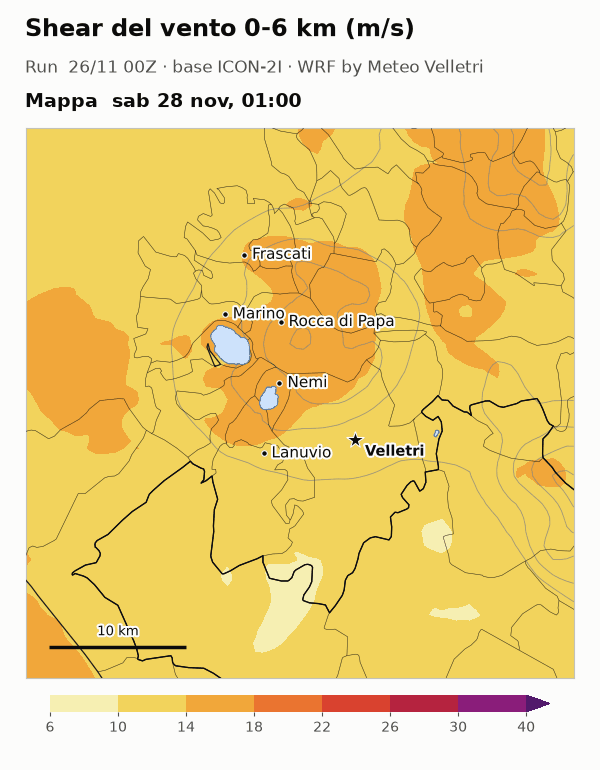 Shear del vento 0-6 km (m/s)
Run  26/11 00Z · base ICON-2I · WRF by Meteo Velletri
Mappa  sab 28 nov, 01:00
Frascati
Marino
Rocca di Papa
Nemi
Velletri
Lanuvio
10 km
6 10 14 18 22 26 30 40